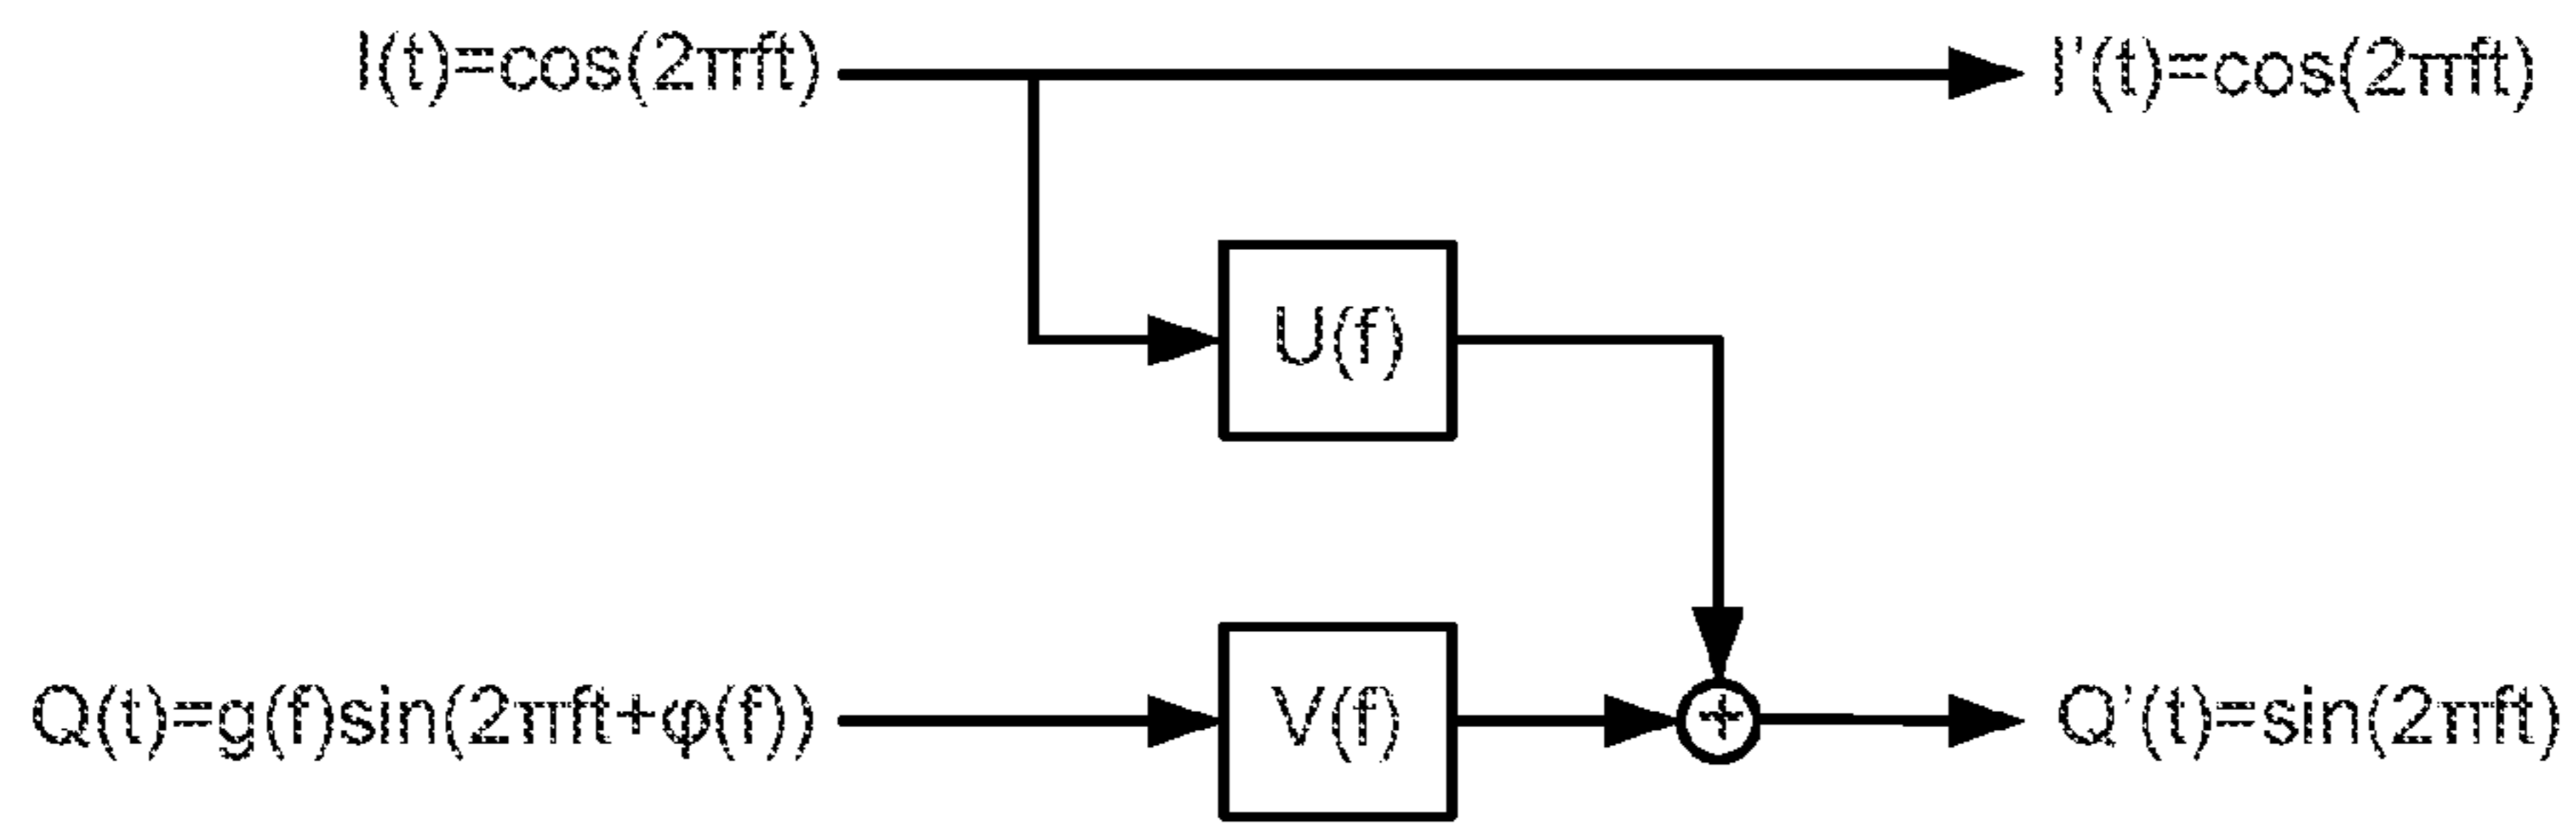 I(t)=cos(2πft)
I'(t)=cos(2πft)
U(f)
Q(t)=g(f)sin(2πft+φ(f))
V(f)
+
Q'(t)=sin(2πft)